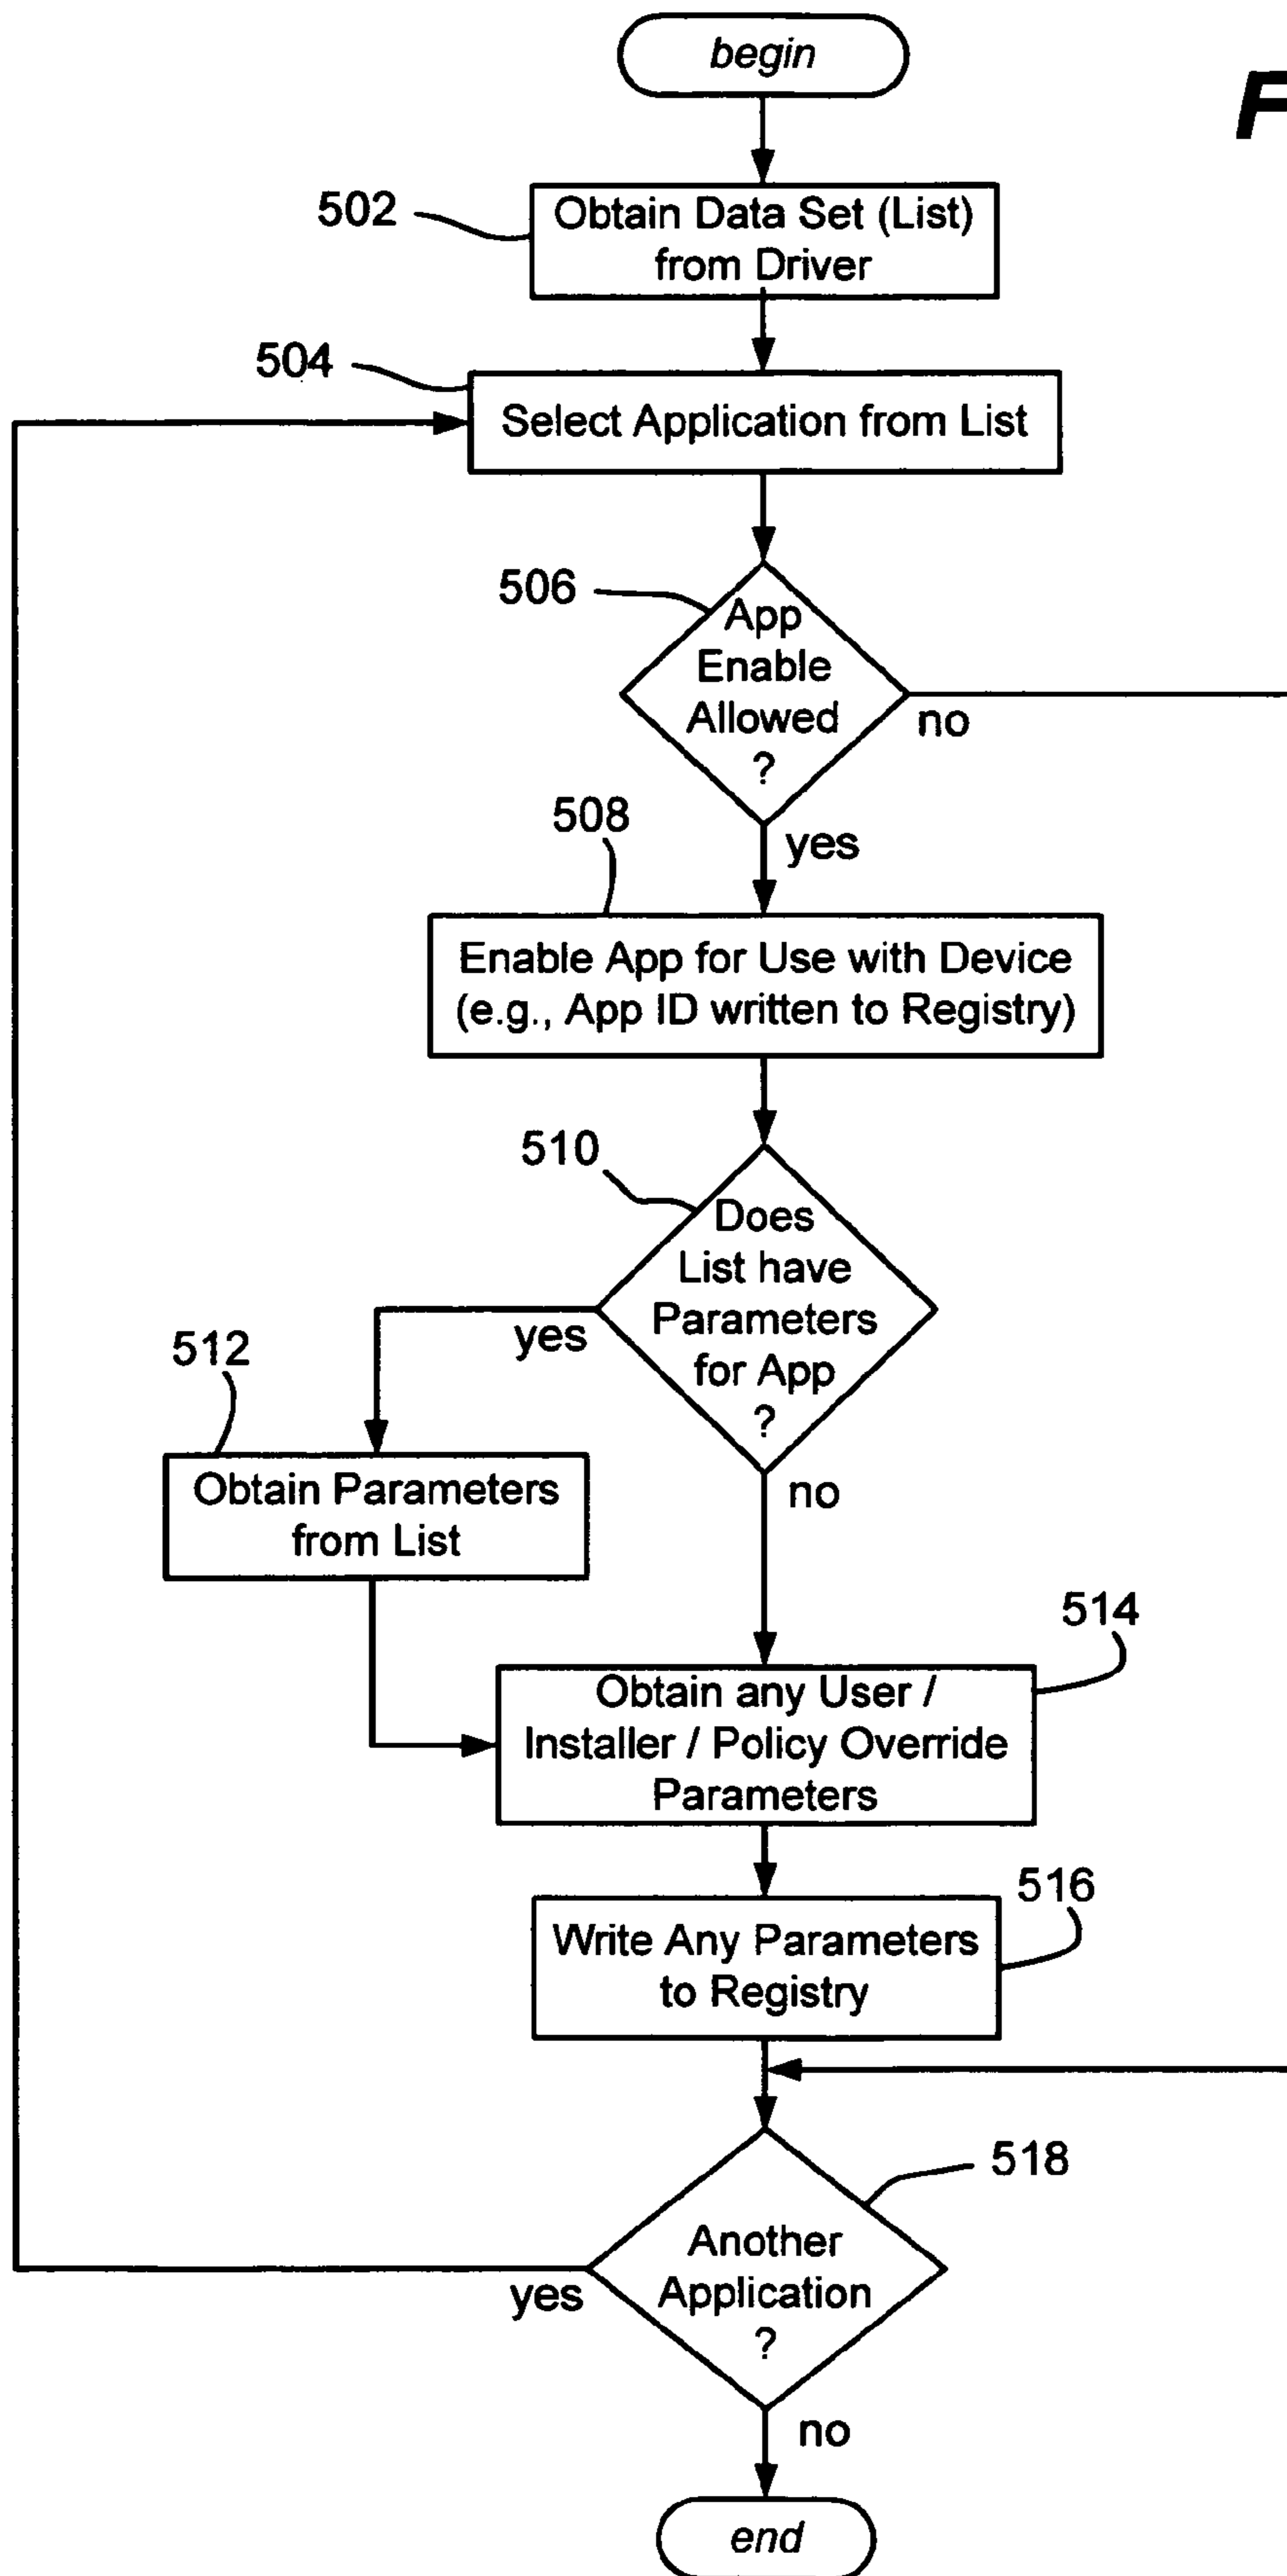 begin
F
502
Obtain Data Set (List)
from Driver
504
Select Application from List
506
App
Enable
Allowed
?
no
yes
508
Enable App for Use with Device
(e.g., App ID written to Registry)
510
Does
List have
Parameters
for App
?
yes
no
512
Obtain Parameters
from List
514
Obtain any User /
Installer / Policy Override
Parameters
516
Write Any Parameters
to Registry
518
Another
Application
?
yes
no
end